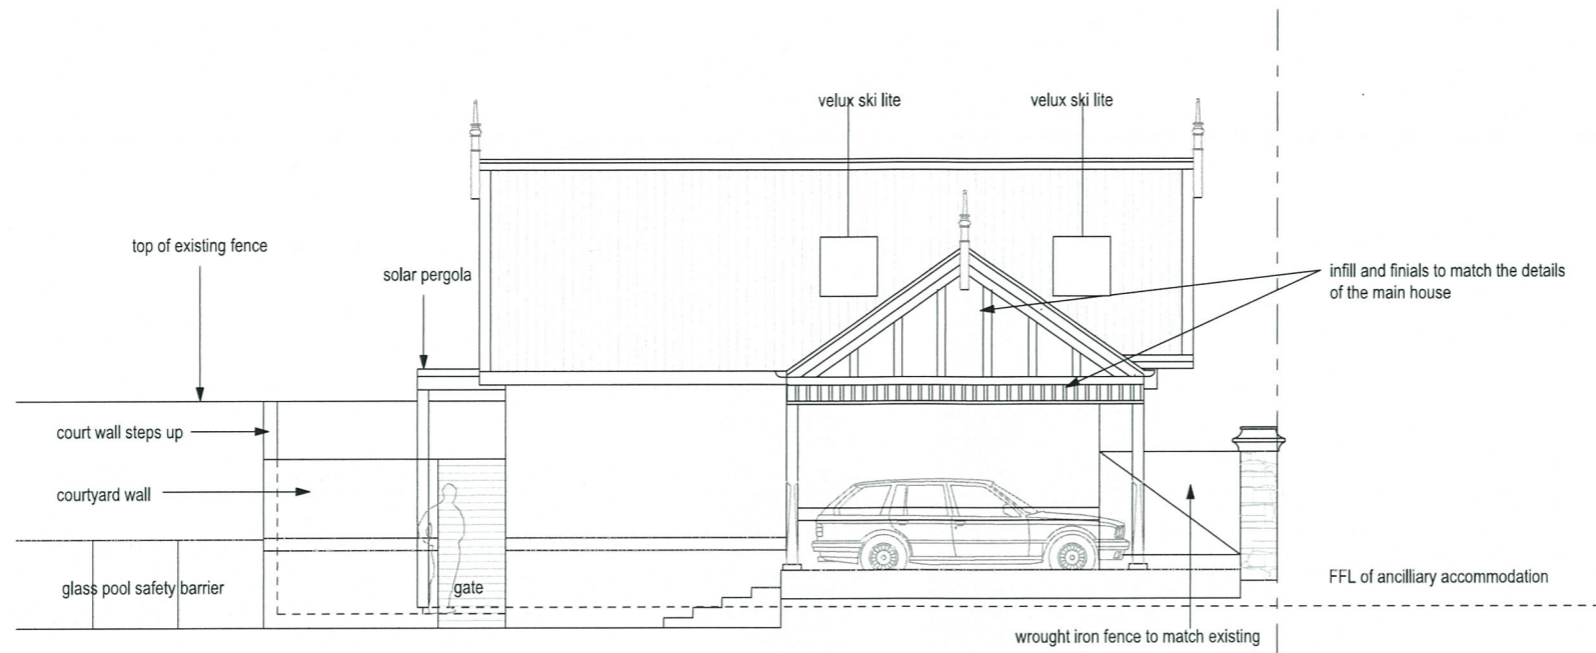 velux ski lite
velux ski lite
top of existing fence
solar pergola
infill and finials to match the details
of the main house
court wall steps up
courtyard wall
glass pool safety barrier
gate
FFL of ancilliary accommodation
wrought iron fence to match existing